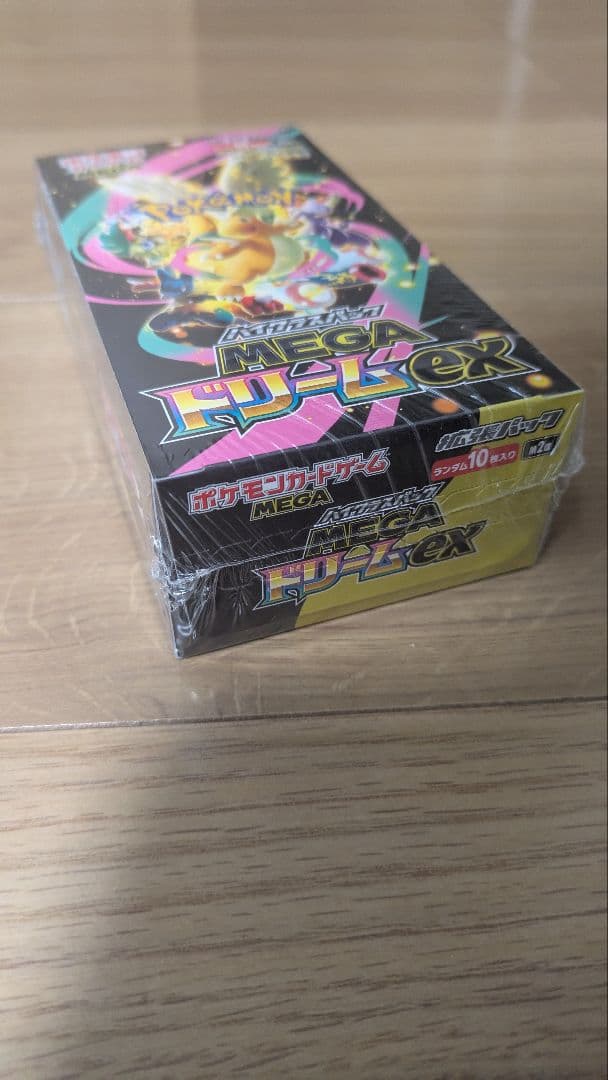 Pokémon
ハイクラスパック
MEGA
ドリームex
拡張パック
ランダム10枚入り
ポケモンカードゲーム
MEGA
ハイクラスパック
MEGA
ドリームex